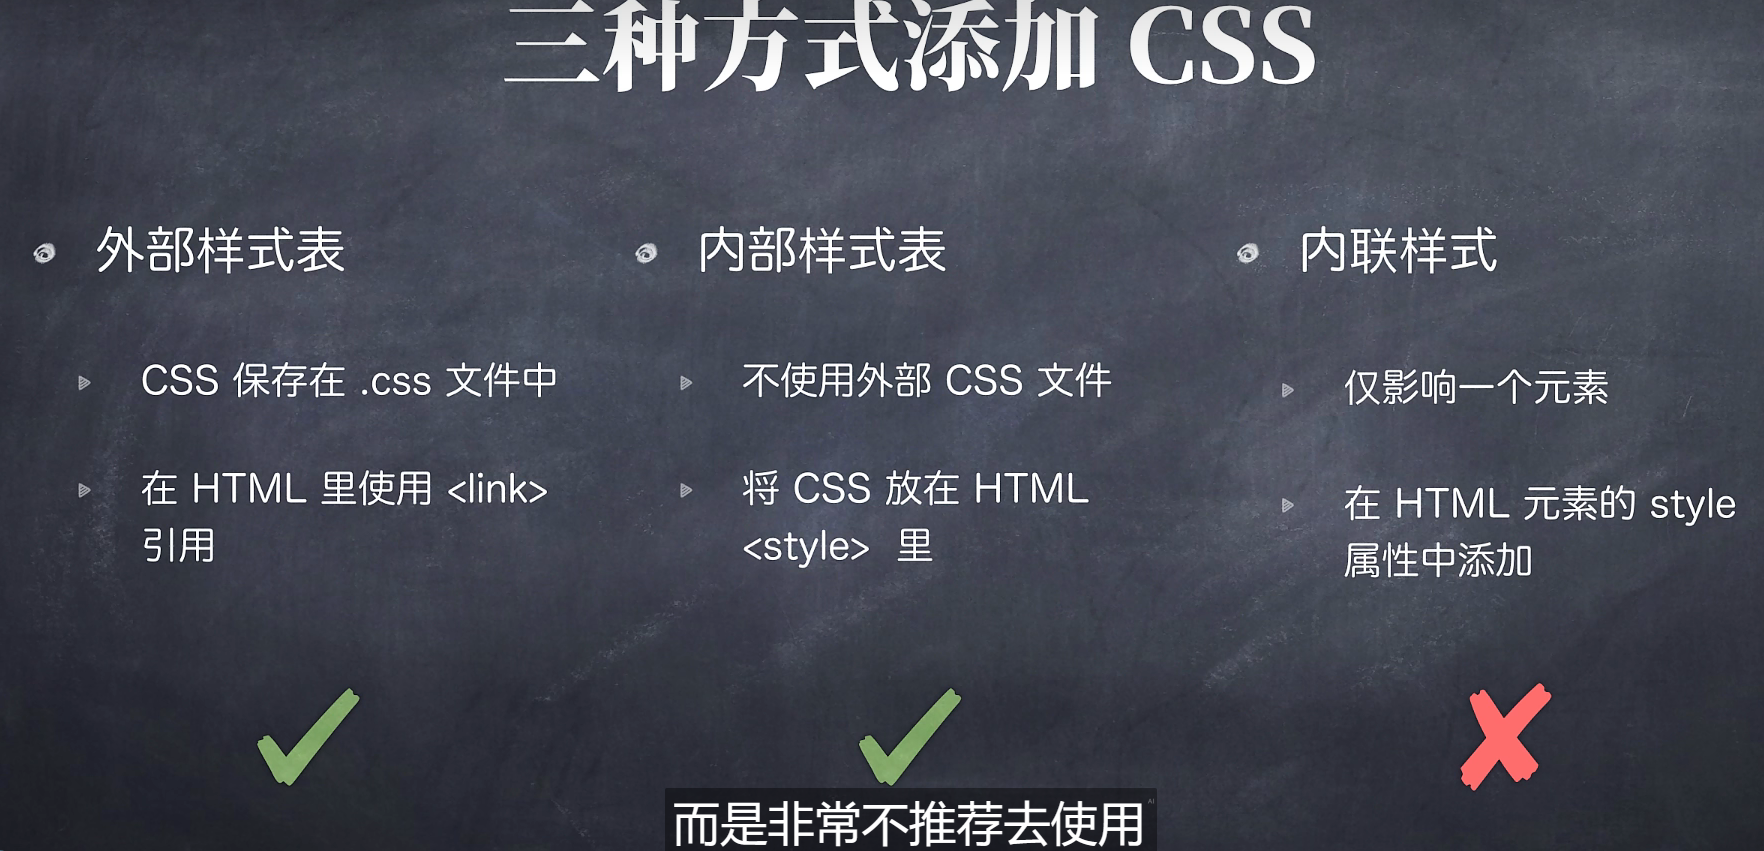 三种方式添加 CSS
外部样式表
CSS 保存在 .css 文件中
在 HTML 里使用 <link>
引用
内部样式表
不使用外部 CSS 文件
将 CSS 放在 HTML
<style> 里
内联样式
仅影响一个元素
在 HTML 元素的 style
属性中添加
而是非常不推荐去使用
AI